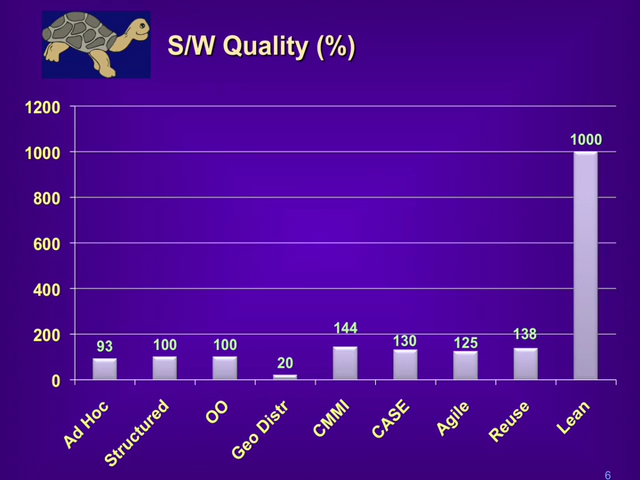 S/W Quality (%)
1200
1000
800
600
400
200
0
93
100
100
20
144
130
125
138
1000
Ad Hoc
Structured
OO
Geo Distr
CMMI
CASE
Agile
Reuse
Lean
6